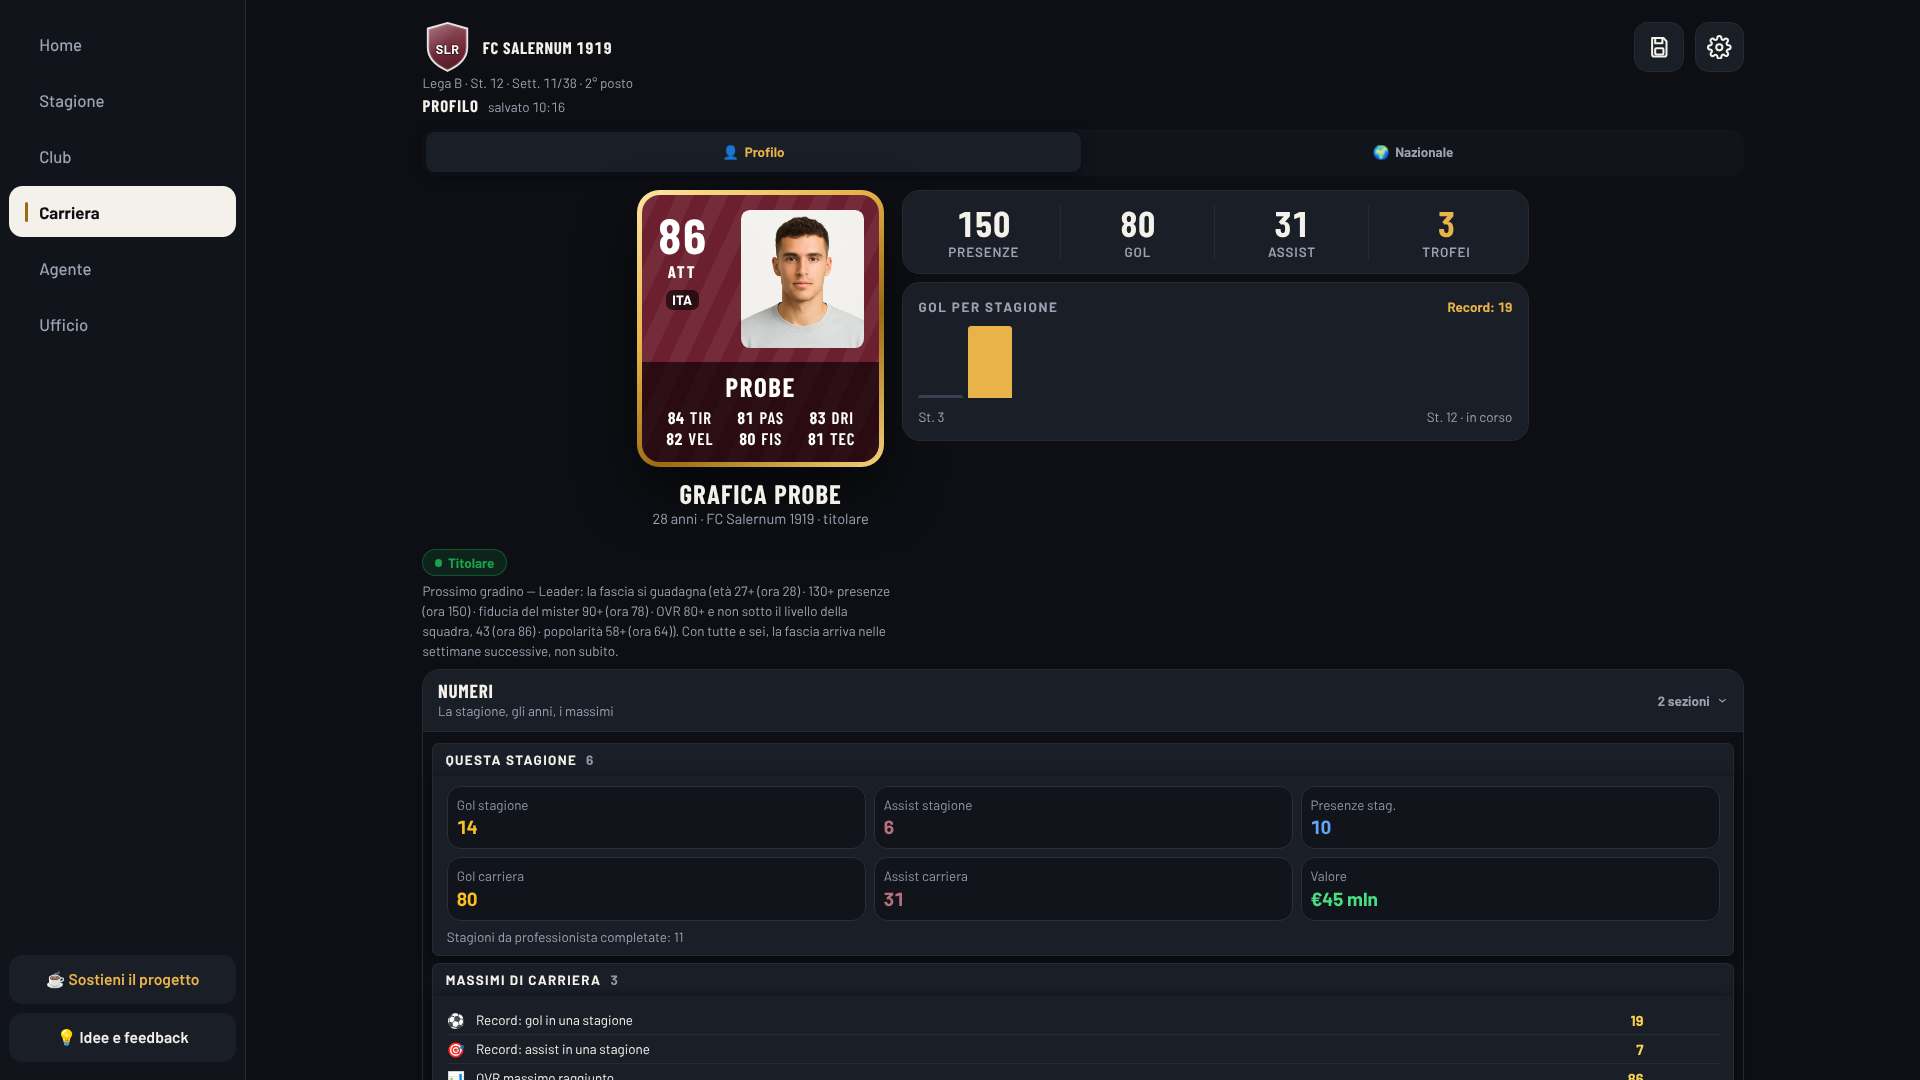 Home
Stagione
Club
Carriera
Agente
Ufficio
☕ Sostieni il progetto
💡 Idee e feedback
SLR
FC SALERNUM 1919
Lega B · St. 12 · Sett. 11/38 · 2° posto
PROFILO salvato 10:16
👤 Profilo
🌍 Nazionale
86
ATT
ITA
PROBE
84 TIR 81 PAS 83 DRI
82 VEL 80 FIS 81 TEC
GRAFICA PROBE
28 anni · FC Salernum 1919 · titolare
150 80 31 3
PRESENZE GOL ASSIST TROFEI
GOL PER STAGIONE Record: 19
St. 3 St. 12 · in corso
Titolare
Prossimo gradino — Leader: la fascia si guadagna (età 27+ (ora 28) · 130+ presenze
(ora 150) · fiducia del mister 90+ (ora 78) · OVR 80+ e non sotto il livello della
squadra, 43 (ora 86) · popolarità 58+ (ora 64)). Con tutte e sei, la fascia arriva nelle
settimane successive, non subito.
NUMERI
La stagione, gli anni, i massimi
2 sezioni
QUESTA STAGIONE 6
Gol stagione
14
Assist stagione
6
Presenze stag.
10
Gol carriera
80
Assist carriera
31
Valore
€45 mln
Stagioni da professionista completate: 11
MASSIMI DI CARRIERA 3
Record: gol in una stagione 19
Record: assist in una stagione 7
OVR massimo raggiunto 86